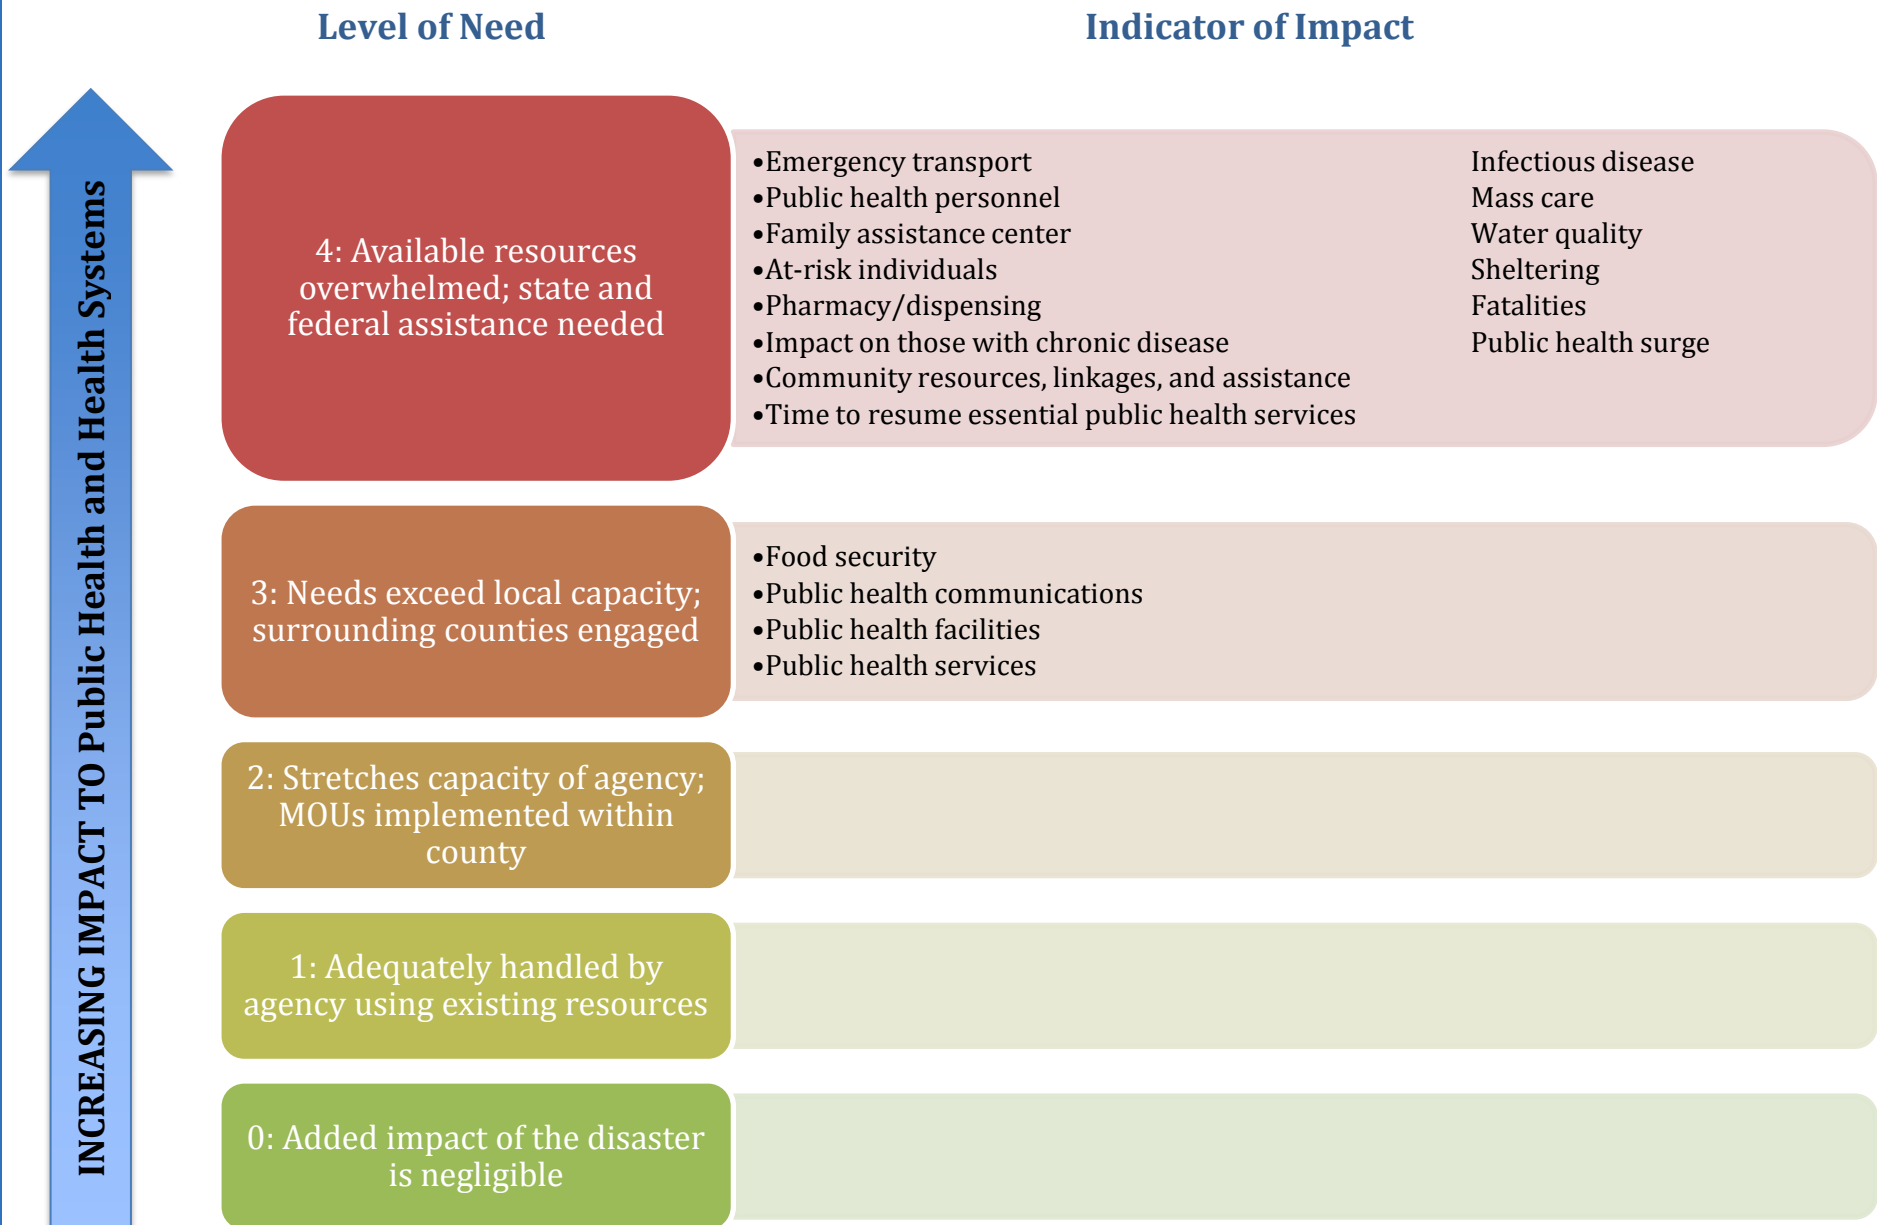 Level of Need
Indicator of Impact
INCREASING IMPACT TO Public Health and Health Systems
4: Available resources
overwhelmed; state and
federal assistance needed
•Emergency transport
•Public health personnel
•Family assistance center
•At-risk individuals
•Pharmacy/dispensing
•Impact on those with chronic disease
•Community resources, linkages, and assistance
•Time to resume essential public health services
Infectious disease
Mass care
Water quality
Sheltering
Fatalities
Public health surge
3: Needs exceed local capacity;
surrounding counties engaged
•Food security
•Public health communications
•Public health facilities
•Public health services
2: Stretches capacity of agency;
MOUs implemented within
county
1: Adequately handled by
agency using existing resources
0: Added impact of the disaster
is negligible